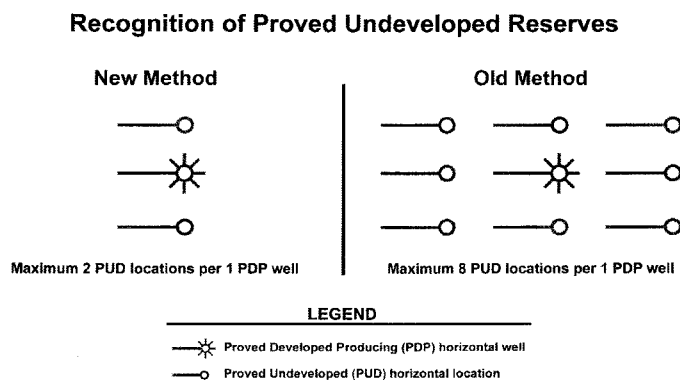 Recognition of Proved Undeveloped Reserves
New Method
Old Method
Maximum 2 PUD locations per 1 PDP well
Maximum 8 PUD locations per 1 PDP well
LEGEND
Proved Developed Producing (PDP) horizontal well
Proved Undeveloped (PUD) horizontal location